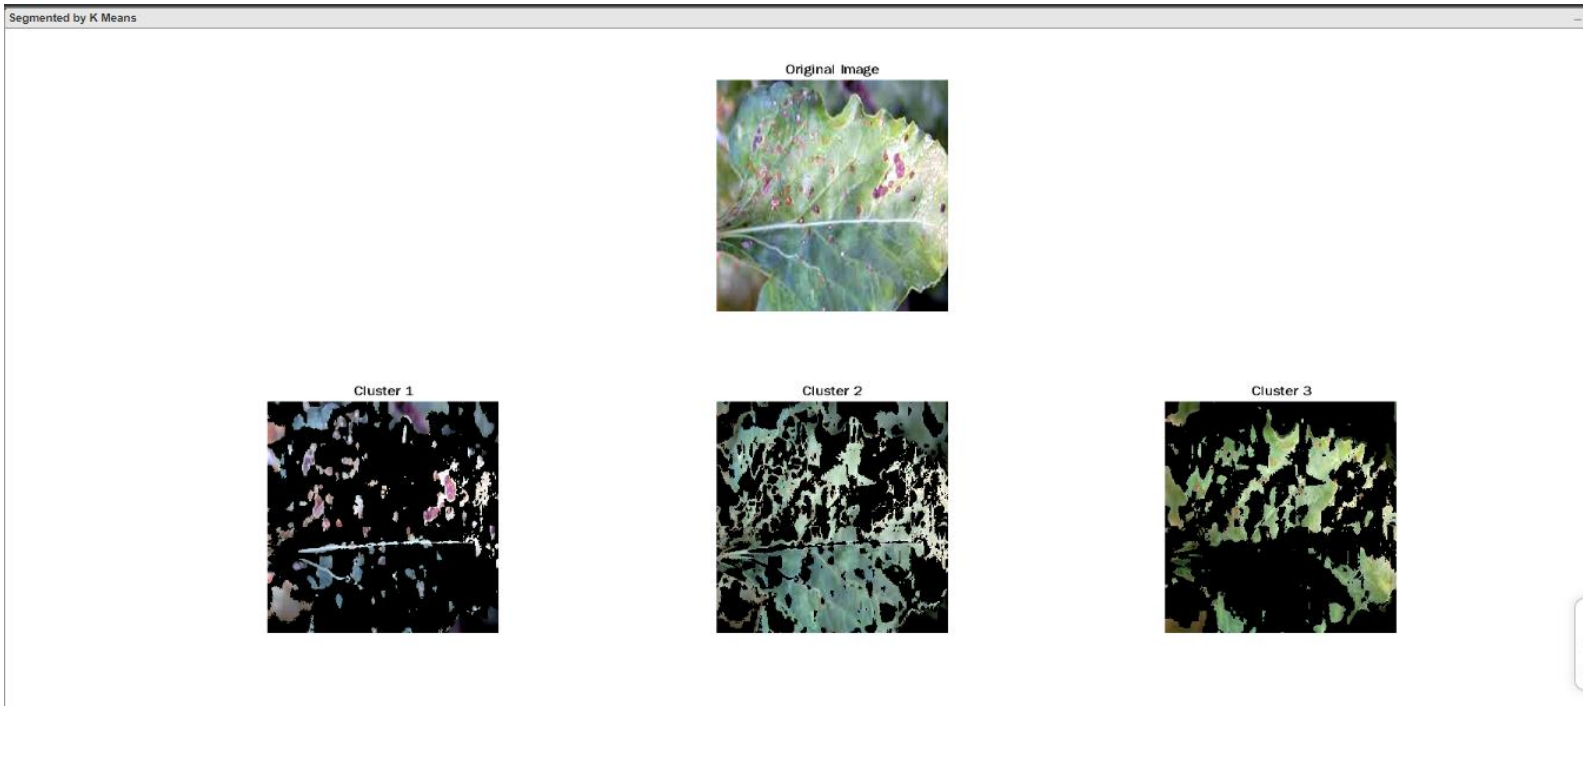 Segmented by K Means
Original Image
Cluster 1
Cluster 2
Cluster 3